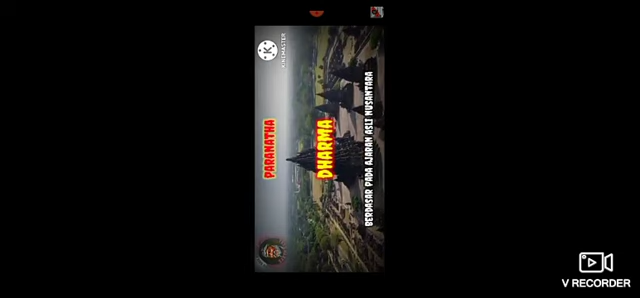 KINEMASTER
PARANATHA
DHARMA
BERDASAR PADA AJARAN ASLI NUSANTARA
V RECORDER